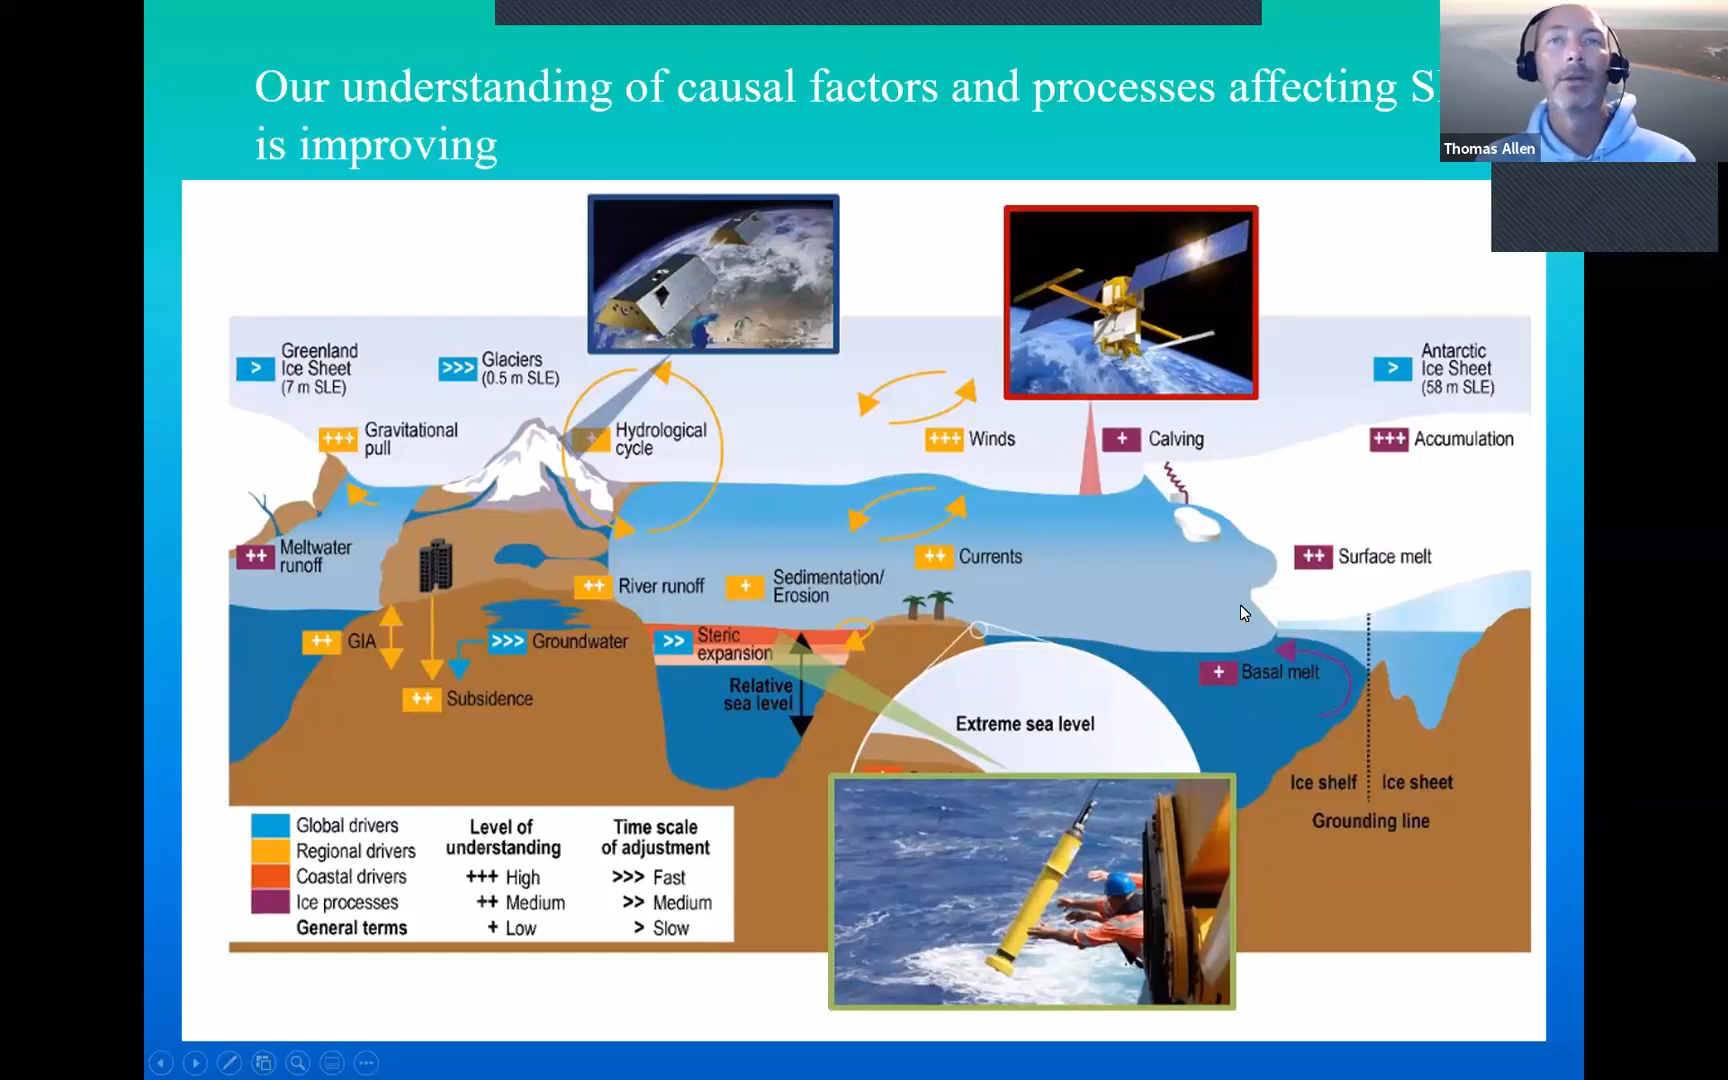 Our understanding of causal factors and processes affecting
is improving
Thomas Allen
Greenland
Ice Sheet
(7 m SLE)
>
>>> Glaciers
(0.5 m SLE)
Antarctic
Ice Sheet
(58 m SLE)
>
+++ Gravitational
pull
+ Hydrological
cycle
+++ Winds
+ Calving
+++ Accumulation
++ Meltwater
runoff
++ River runoff
+ Sedimentation/
Erosion
++ Currents
++ Surface melt
++ GIA
>>> Groundwater
>> Steric
expansion
++ Subsidence
Relative
sea level
+ Basal melt
Extreme sea level
Ice shelf
Ice sheet
Grounding line
Global drivers
Regional drivers
Coastal drivers
Ice processes
General terms
Level of
understanding
+++ High
++ Medium
+ Low
Time scale
of adjustment
>>> Fast
>> Medium
> Slow